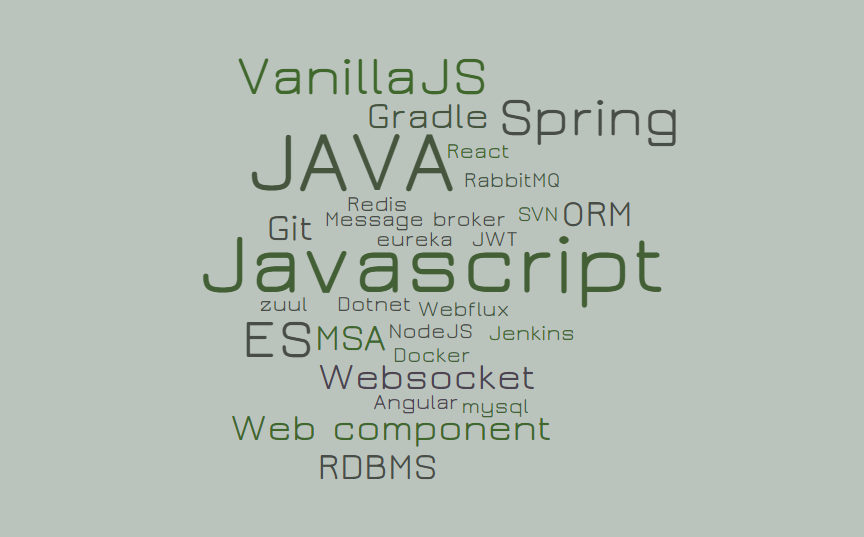 VanillaJS
Gradle
Spring
JAVA
React
RabbitMQ
Redis
Message broker
SVN
ORM
Git
eureka
JWT
Javascript
zuul
Dotnet
Webflux
ES
MSA
NodeJS
Jenkins
Docker
Websocket
Angular
mysql
Web component
RDBMS